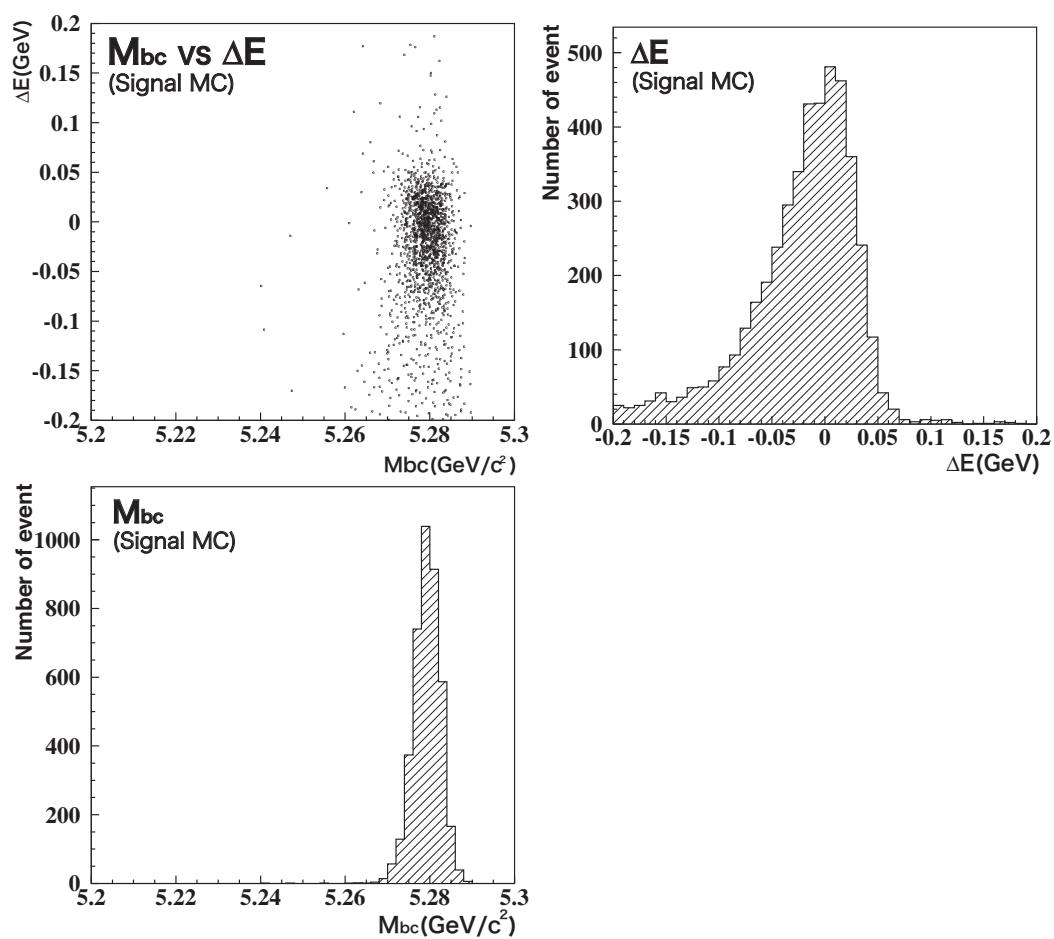 Mbc vs ΔE
(Signal MC)
ΔE(GeV)
0.2
0.15
0.1
0.05
0
-0.05
-0.1
-0.15
-0.2
5.2 5.22 5.24 5.26 5.28 5.3
Mbc(GeV/c²)
ΔE
(Signal MC)
Number of event
500
400
300
200
100
0
-0.2 -0.15 -0.1 -0.05 0 0.05 0.1 0.15 0.2
ΔE(GeV)
Mbc
(Signal MC)
Number of event
1000
800
600
400
200
0
5.2 5.22 5.24 5.26 5.28 5.3
Mbc(GeV/c²)